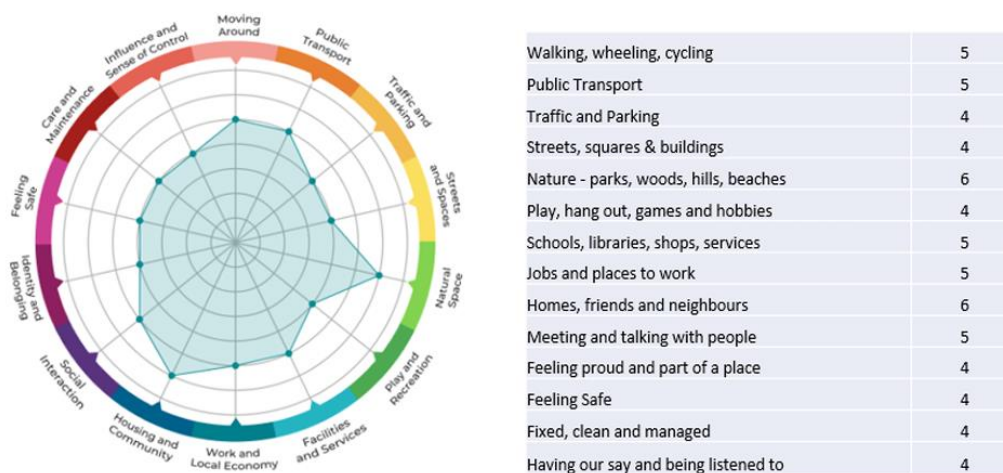 Moving
Around
Public
Transport
Traffic and
Parking
Streets
and Spaces
Natural
Space
Play and
Recreation
Facilities
and Services
Work and
Local Economy
Housing and
Community
Social
Interaction
Identity and
Belonging
Feeling
Safe
Care and
Maintenance
Influence and
Sense of Control
Walking, wheeling, cycling 5
Public Transport 5
Traffic and Parking 4
Streets, squares & buildings 4
Nature - parks, woods, hills, beaches 6
Play, hang out, games and hobbies 4
Schools, libraries, shops, services 5
Jobs and places to work 5
Homes, friends and neighbours 6
Meeting and talking with people 5
Feeling proud and part of a place 4
Feeling Safe 4
Fixed, clean and managed 4
Having our say and being listened to 4